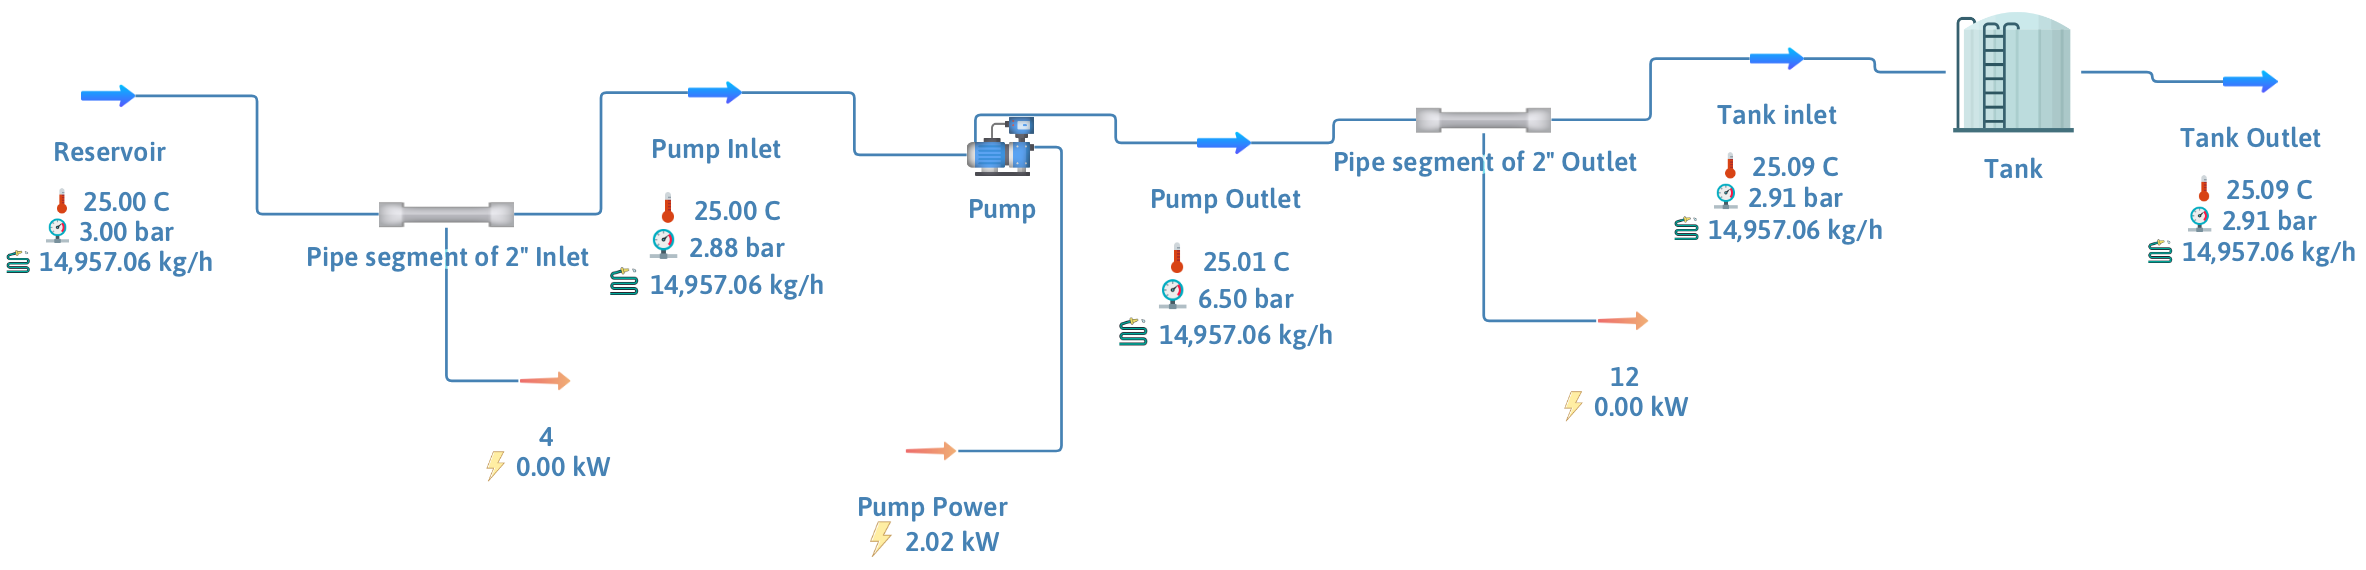 Reservoir
25.00 C
3.00 bar
14,957.06 kg/h
Pipe segment of 2" Inlet
4
0.00 kW
Pump Inlet
25.00 C
2.88 bar
14,957.06 kg/h
Pump
Pump Power
2.02 kW
Pump Outlet
25.01 C
6.50 bar
14,957.06 kg/h
Pipe segment of 2" Outlet
12
0.00 kW
Tank inlet
25.09 C
2.91 bar
14,957.06 kg/h
Tank
Tank Outlet
25.09 C
2.91 bar
14,957.06 kg/h